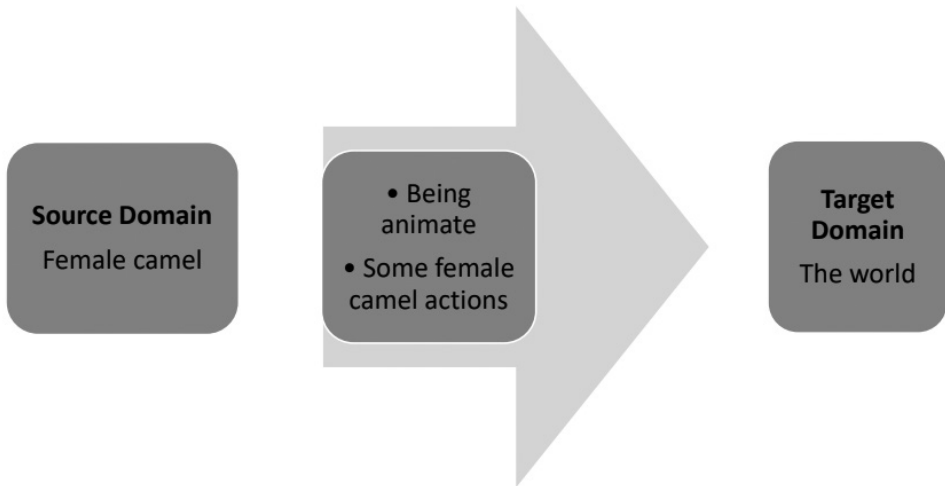 Source Domain
Female camel
• Being
animate
• Some female
camel actions
Target
Domain
The world